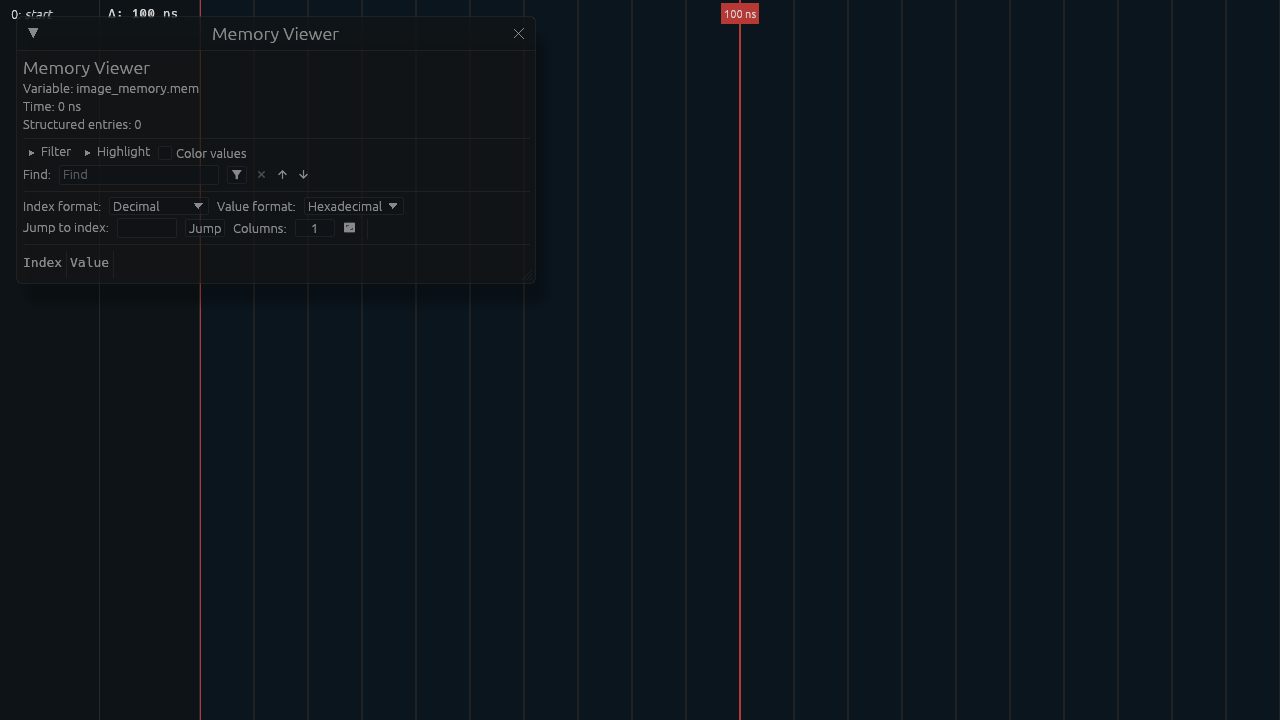 0: start A: 100 ns 100 ns
Memory Viewer
Memory Viewer
Variable: image_memory.mem
Time: 0 ns
Structured entries: 0
Filter Highlight Color values
Find: Find
Index format: Decimal Value format: Hexadecimal
Jump to index: Jump Columns: 1
Index Value